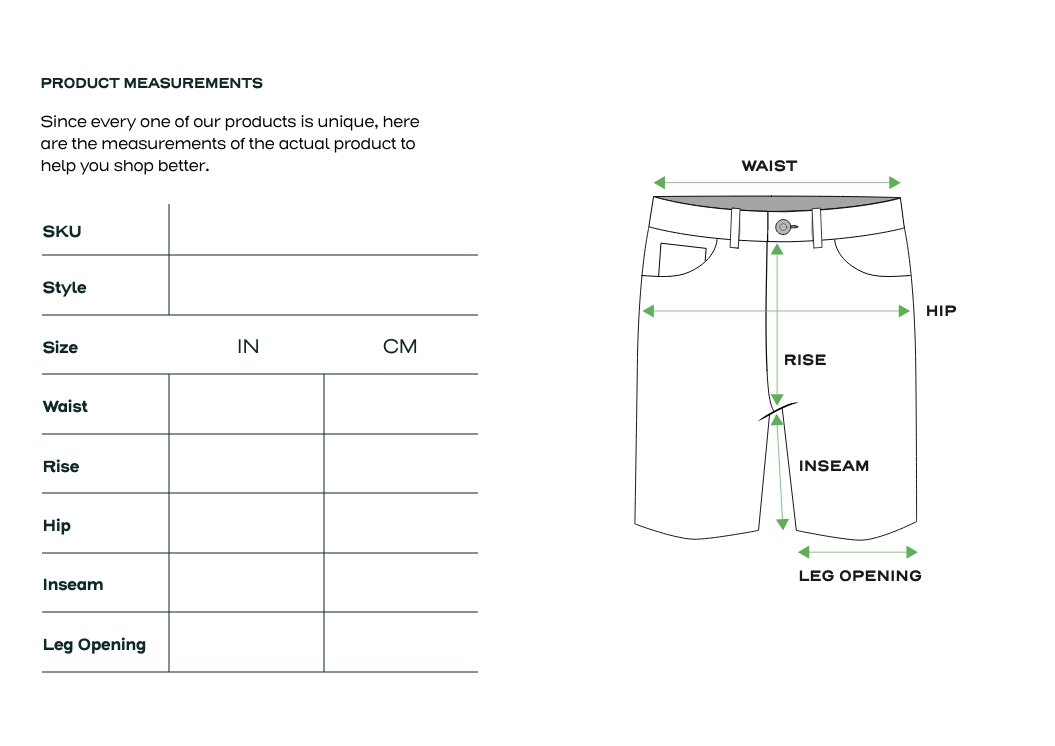 PRODUCT MEASUREMENTS
Since every one of our products is unique, here
are the measurements of the actual product to
help you shop better.
SKU
Style
Size IN CM
Waist
Rise
Hip
Inseam
Leg Opening
WAIST
HIP
RISE
INSEAM
LEG OPENING